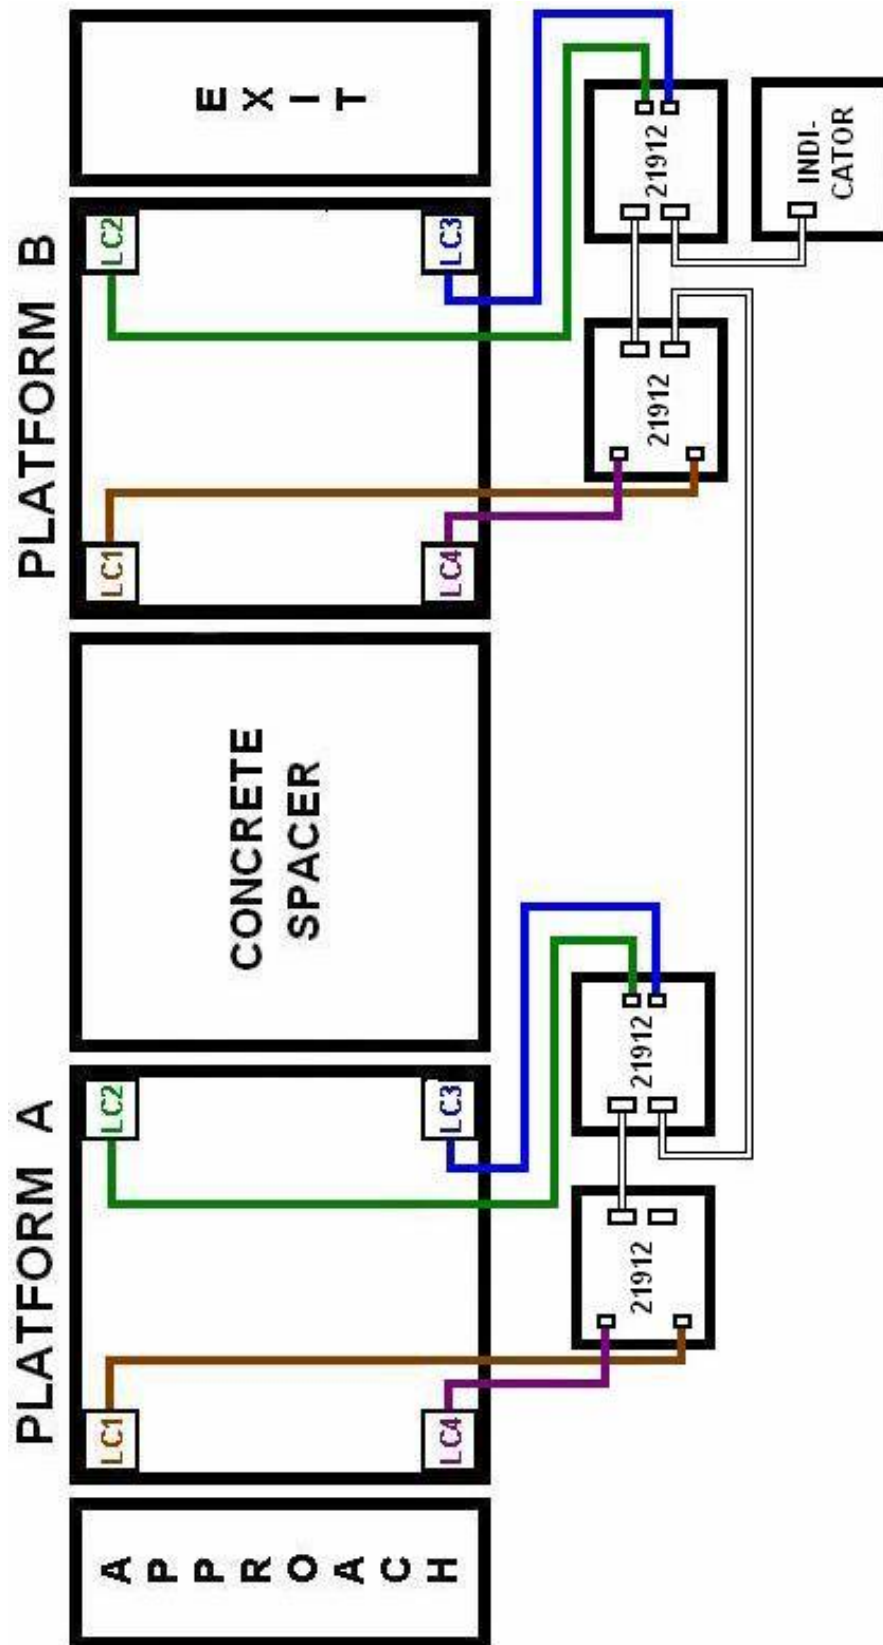 PLATFORM A
PLATFORM B
APPROACH
LC1
LC2
LC4
LC3
CONCRETE
SPACER
LC1
LC2
LC4
LC3
EXIT
21912
21912
21912
21912
INDI-
CATOR